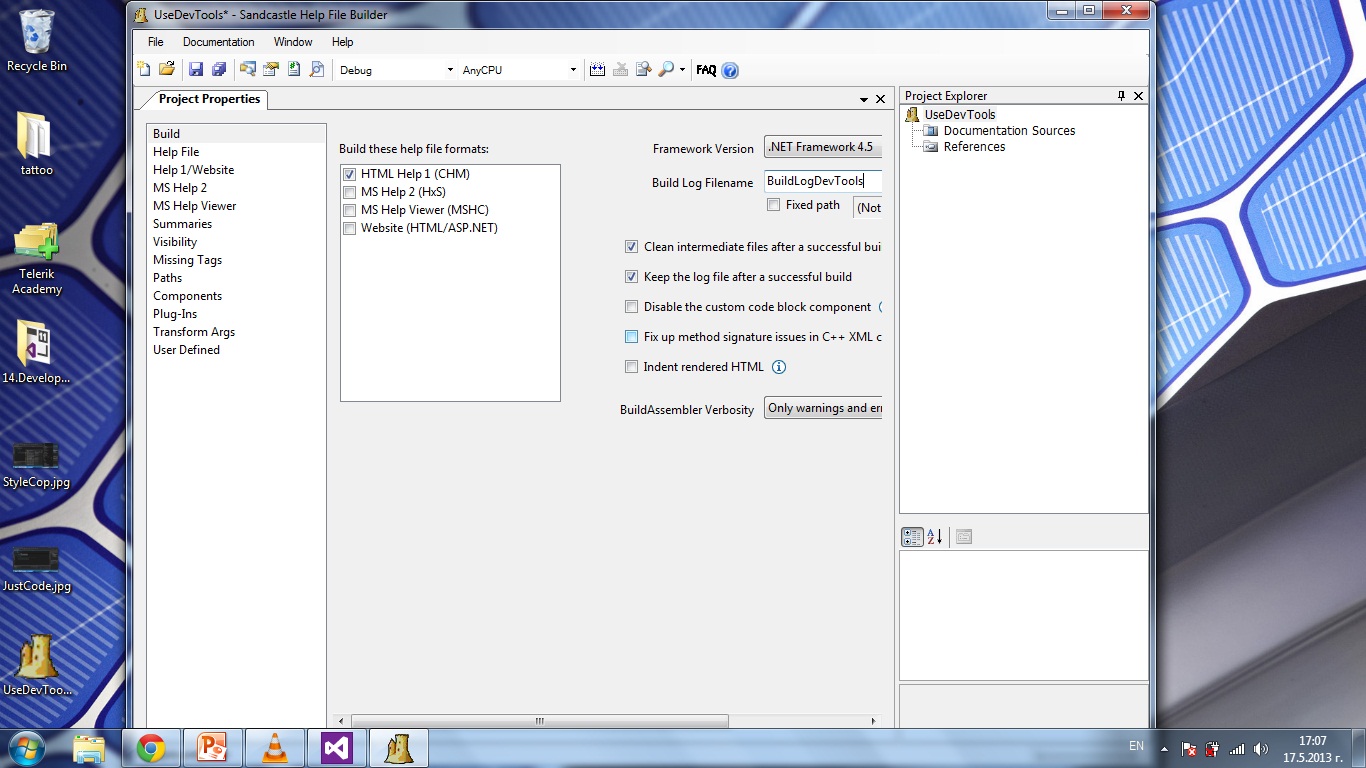 Recycle Bin
tattoo
Telerik
Academy
14.Develop...
StyleCop.jpg
JustCode.jpg
UseDevToo...
UseDevTools* - Sandcastle Help File Builder
File Documentation Window Help
Debug AnyCPU FAQ
Project Properties
Build
Help File
Help 1/Website
MS Help 2
MS Help Viewer
Summaries
Visibility
Missing Tags
Paths
Components
Plug-Ins
Transform Args
User Defined
Build these help file formats:
HTML Help 1 (CHM)
MS Help 2 (HxS)
MS Help Viewer (MSHC)
Website (HTML/ASP.NET)
Framework Version .NET Framework 4.5
Build Log Filename BuildLogDevTools
Fixed path (Not
Clean intermediate files after a successful bui
Keep the log file after a successful build
Disable the custom code block component
Fix up method signature issues in C++ XML c
Indent rendered HTML
BuildAssembler Verbosity Only warnings and err
Project Explorer
UseDevTools
Documentation Sources
References
EN
17:07
17.5.2013 г.